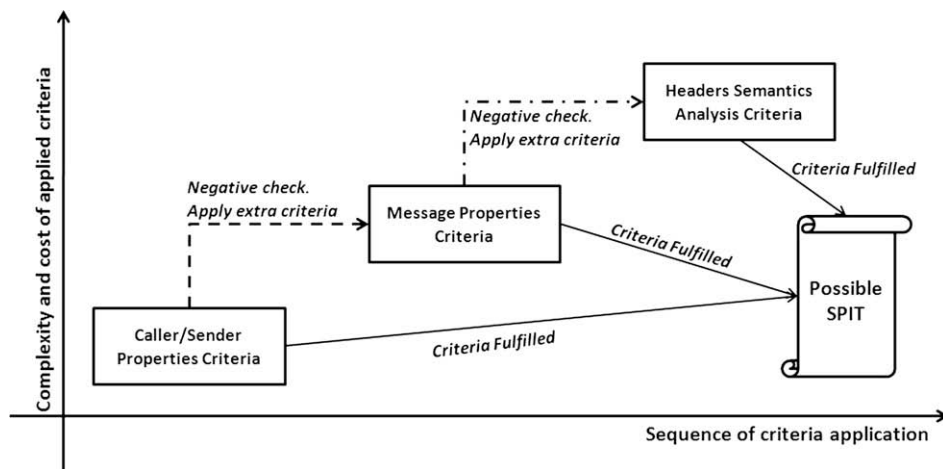 Complexity and cost of applied criteria
Headers Semantics
Analysis Criteria
Negative check.
Apply extra criteria
Criteria Fulfilled
Negative check.
Apply extra criteria
Message Properties
Criteria
Criteria Fulfilled
Possible
SPIT
Caller/Sender
Properties Criteria
Criteria Fulfilled
Sequence of criteria application